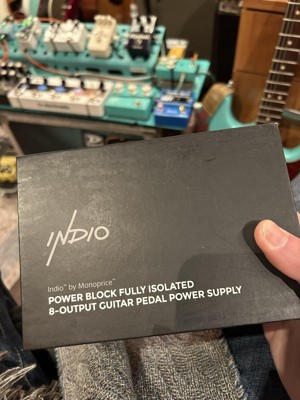 INDIO
Indio™ by Monoprice™
POWER BLOCK FULLY ISOLATED
8-OUTPUT GUITAR PEDAL POWER SUPPLY